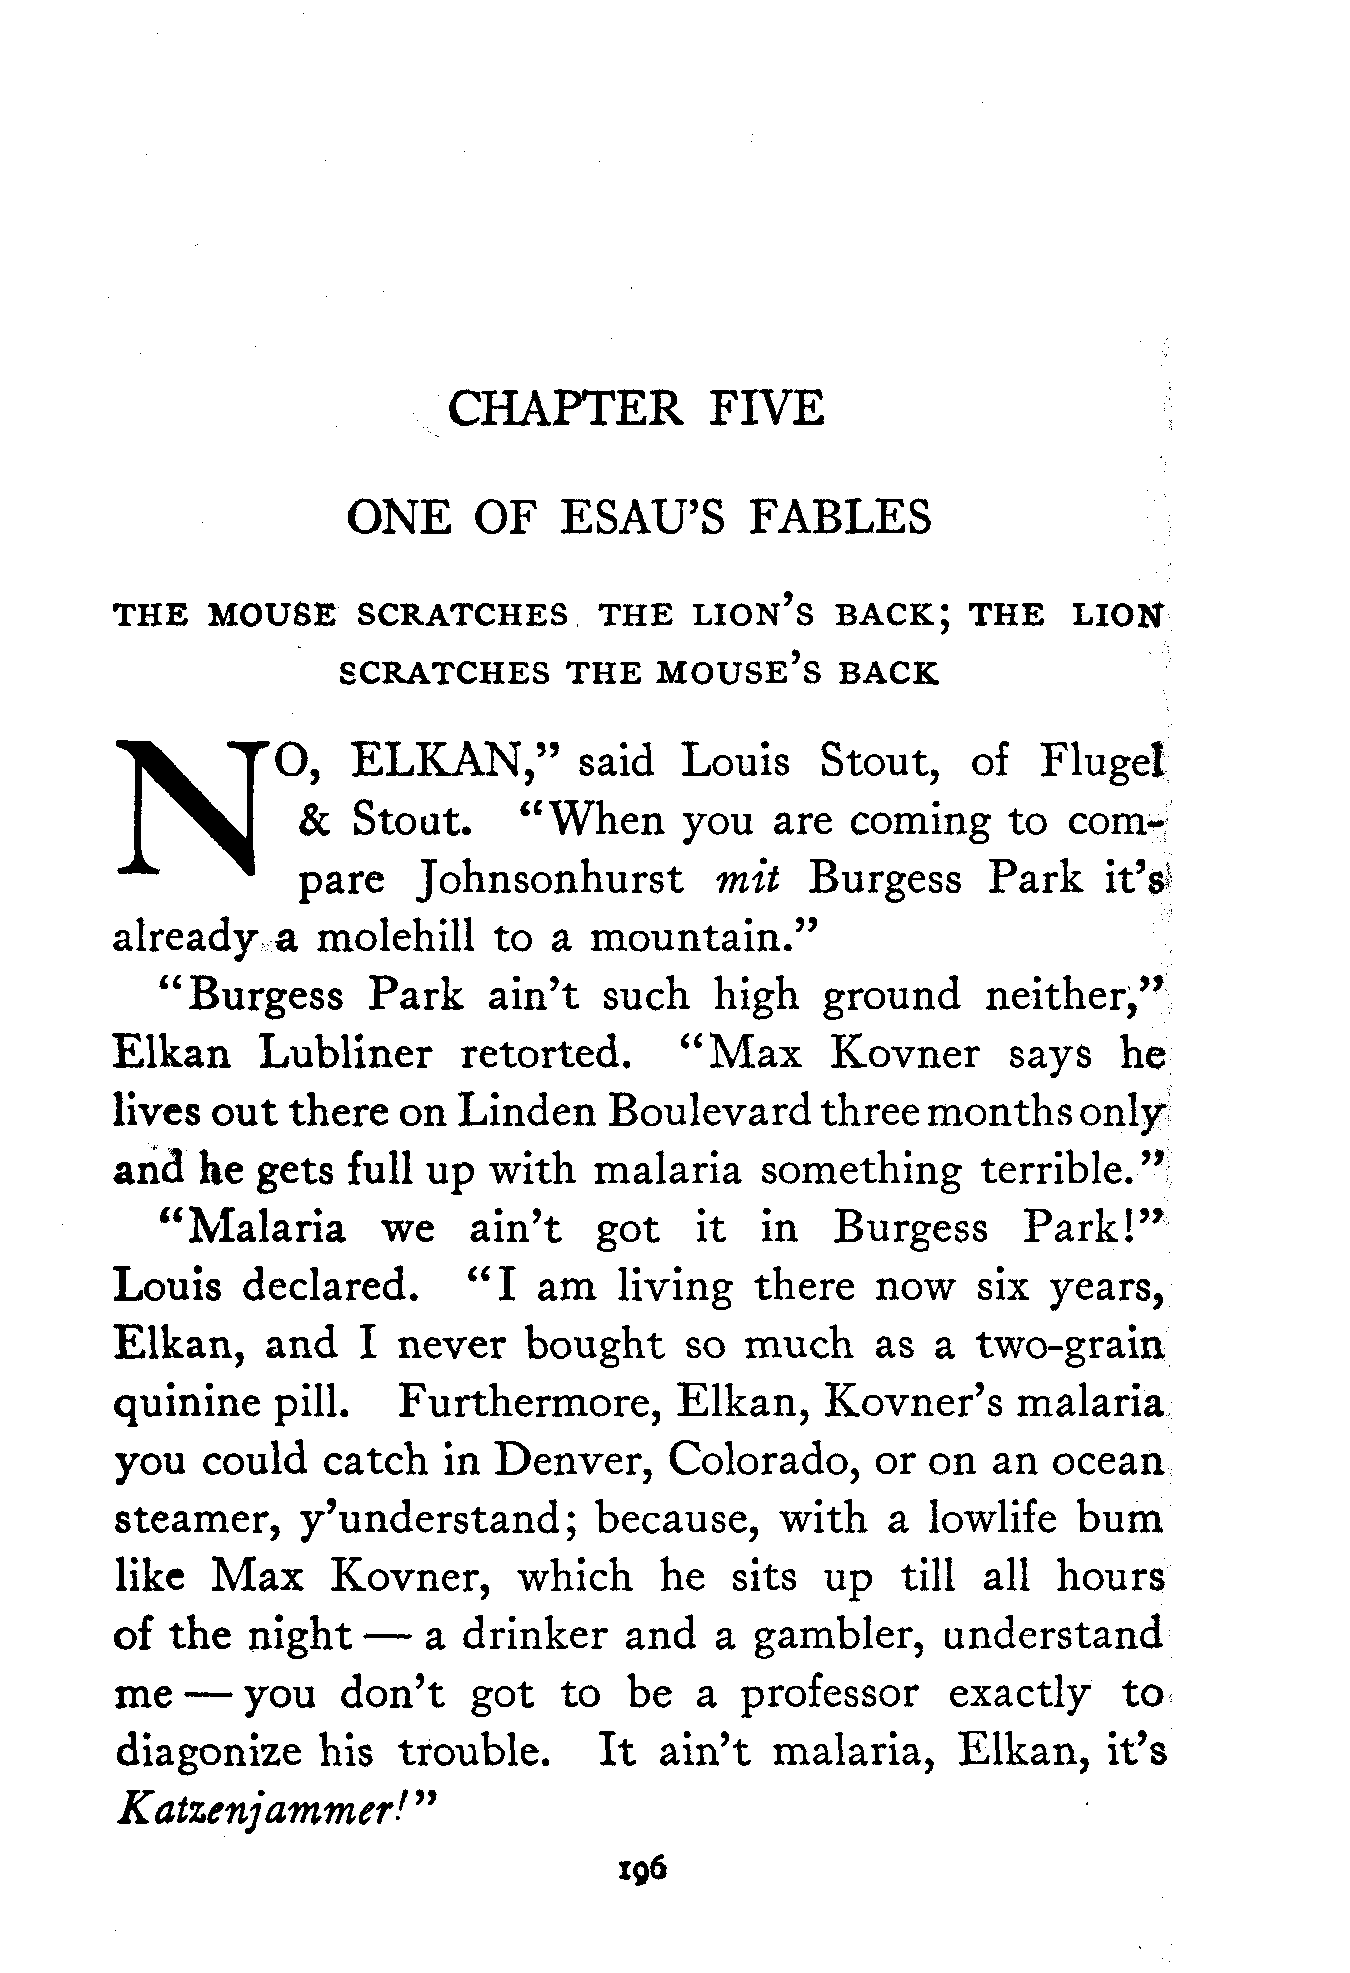 CHAPTER FIVE
ONE OF ESAU'S FABLES
THE MOUSE SCRATCHES THE LION'S BACK; THE LION
SCRATCHES THE MOUSE'S BACK
NO, ELKAN," said Louis Stout, of Flugel
& Stout. "When you are coming to com-
pare Johnsonhurst mit Burgess Park it's
already a molehill to a mountain."
"Burgess Park ain't such high ground neither,"
Elkan Lubliner retorted. "Max Kovner says he
lives out there on Linden Boulevard three months only
and he gets full up with malaria something terrible."
"Malaria we ain't got it in Burgess Park!"
Louis declared. "I am living there now six years,
Elkan, and I never bought so much as a two-grain
quinine pill. Furthermore, Elkan, Kovner's malaria
you could catch in Denver, Colorado, or on an ocean
steamer, y'understand; because, with a lowlife bum
like Max Kovner, which he sits up till all hours
of the night — a drinker and a gambler, understand
me — you don't got to be a professor exactly to
diagonize his trouble. It ain't malaria, Elkan, it's
Katzenjammer!"
196